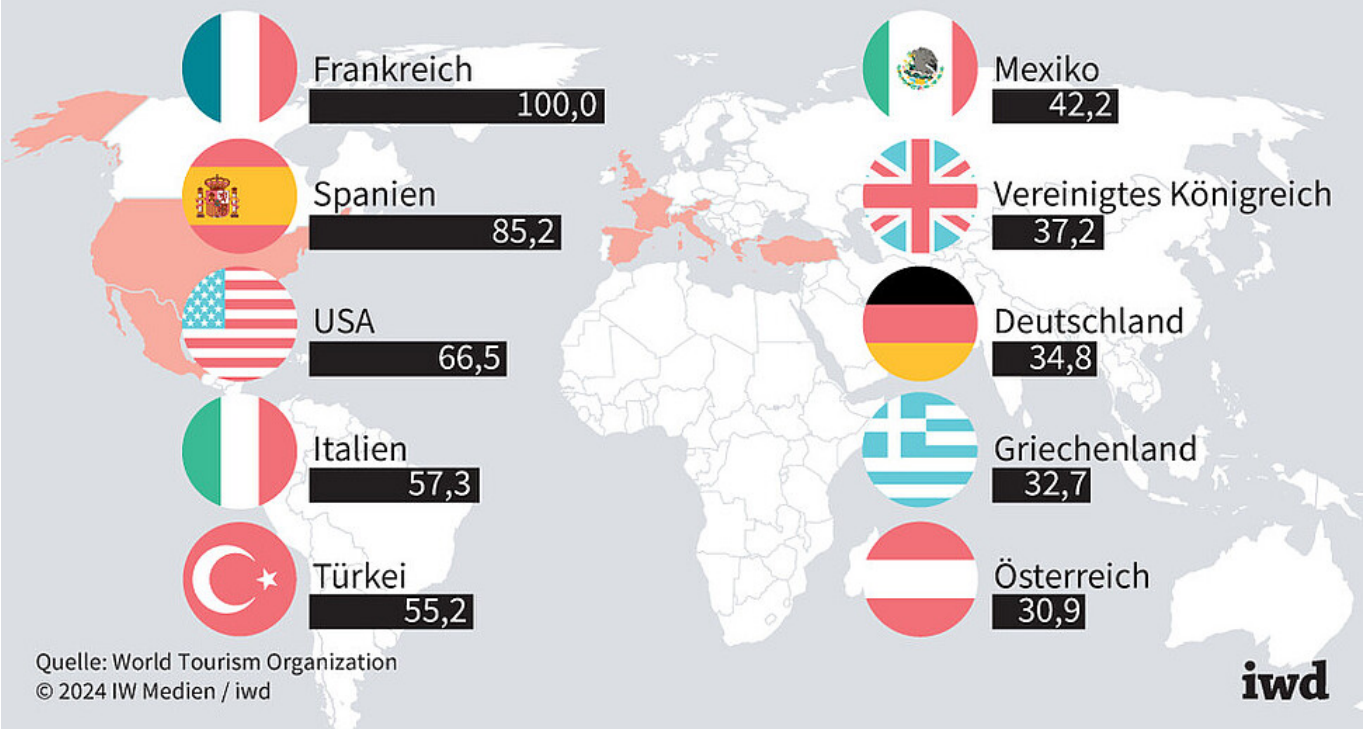 Frankreich
100,0
Spanien
85,2
USA
66,5
Italien
57,3
Türkei
55,2
Mexiko
42,2
Vereinigtes Königreich
37,2
Deutschland
34,8
Griechenland
32,7
Österreich
30,9
Quelle: World Tourism Organization
© 2024 IW Medien / iwd
iwd